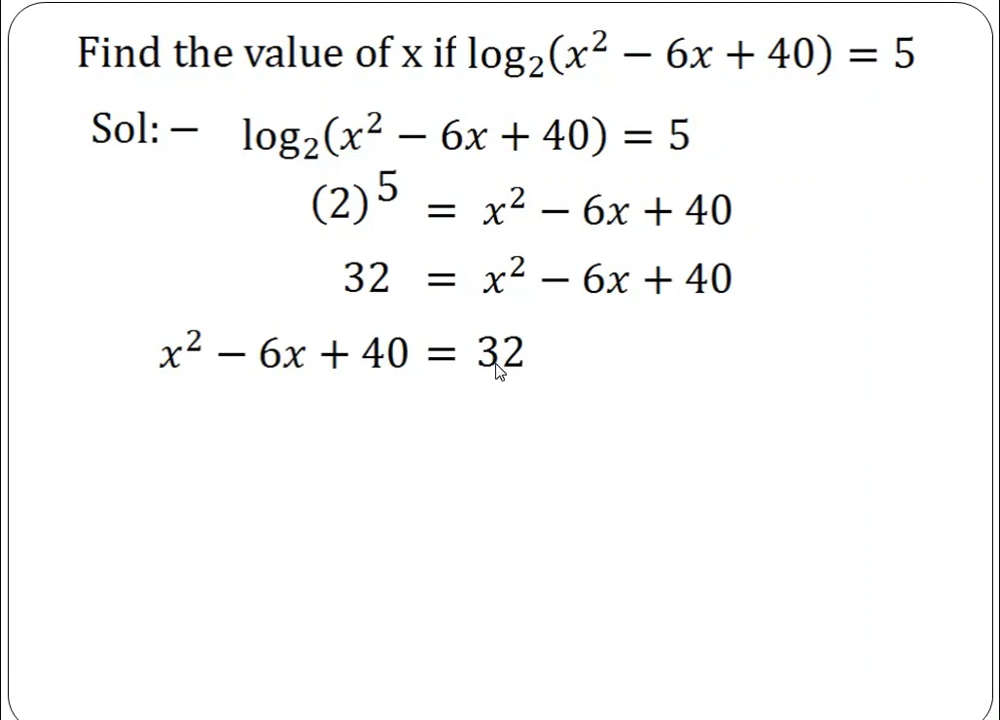 Find the value of x if log₂(x² − 6x + 40) = 5
Sol: − log₂(x² − 6x + 40) = 5
(2)⁵ = x² − 6x + 40
32 = x² − 6x + 40
x² − 6x + 40 = 32